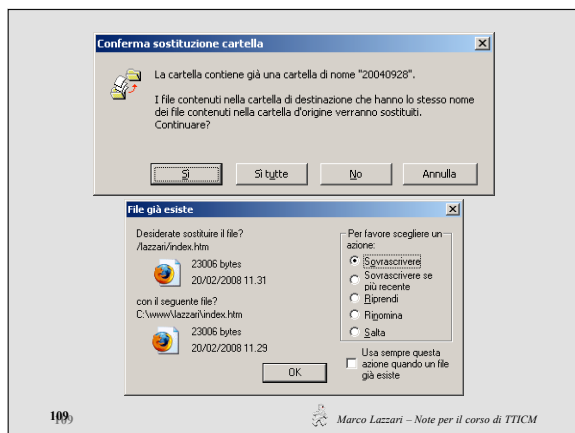 Conferma sostituzione cartella
La cartella contiene già una cartella di nome "20040928".
I file contenuti nella cartella di destinazione che hanno lo stesso nome
dei file contenuti nella cartella d'origine verranno sostituiti.
Continuare?
Sì
Sì tutte
No
Annulla
File già esiste
Desiderate sostituire il file?
/lazzari/index.htm
23006 bytes
20/02/2008 11.31
con il seguente file?
C:\www\lazzari\index.htm
23006 bytes
20/02/2008 11.29
OK
Per favore scegliere un
azione:
Sovrascrivere
Sovrascrivere se
più recente
Riprendi
Rinomina
Salta
Usa sempre questa
azione quando un file
già esiste
109
Marco Lazzari – Note per il corso di TTICM